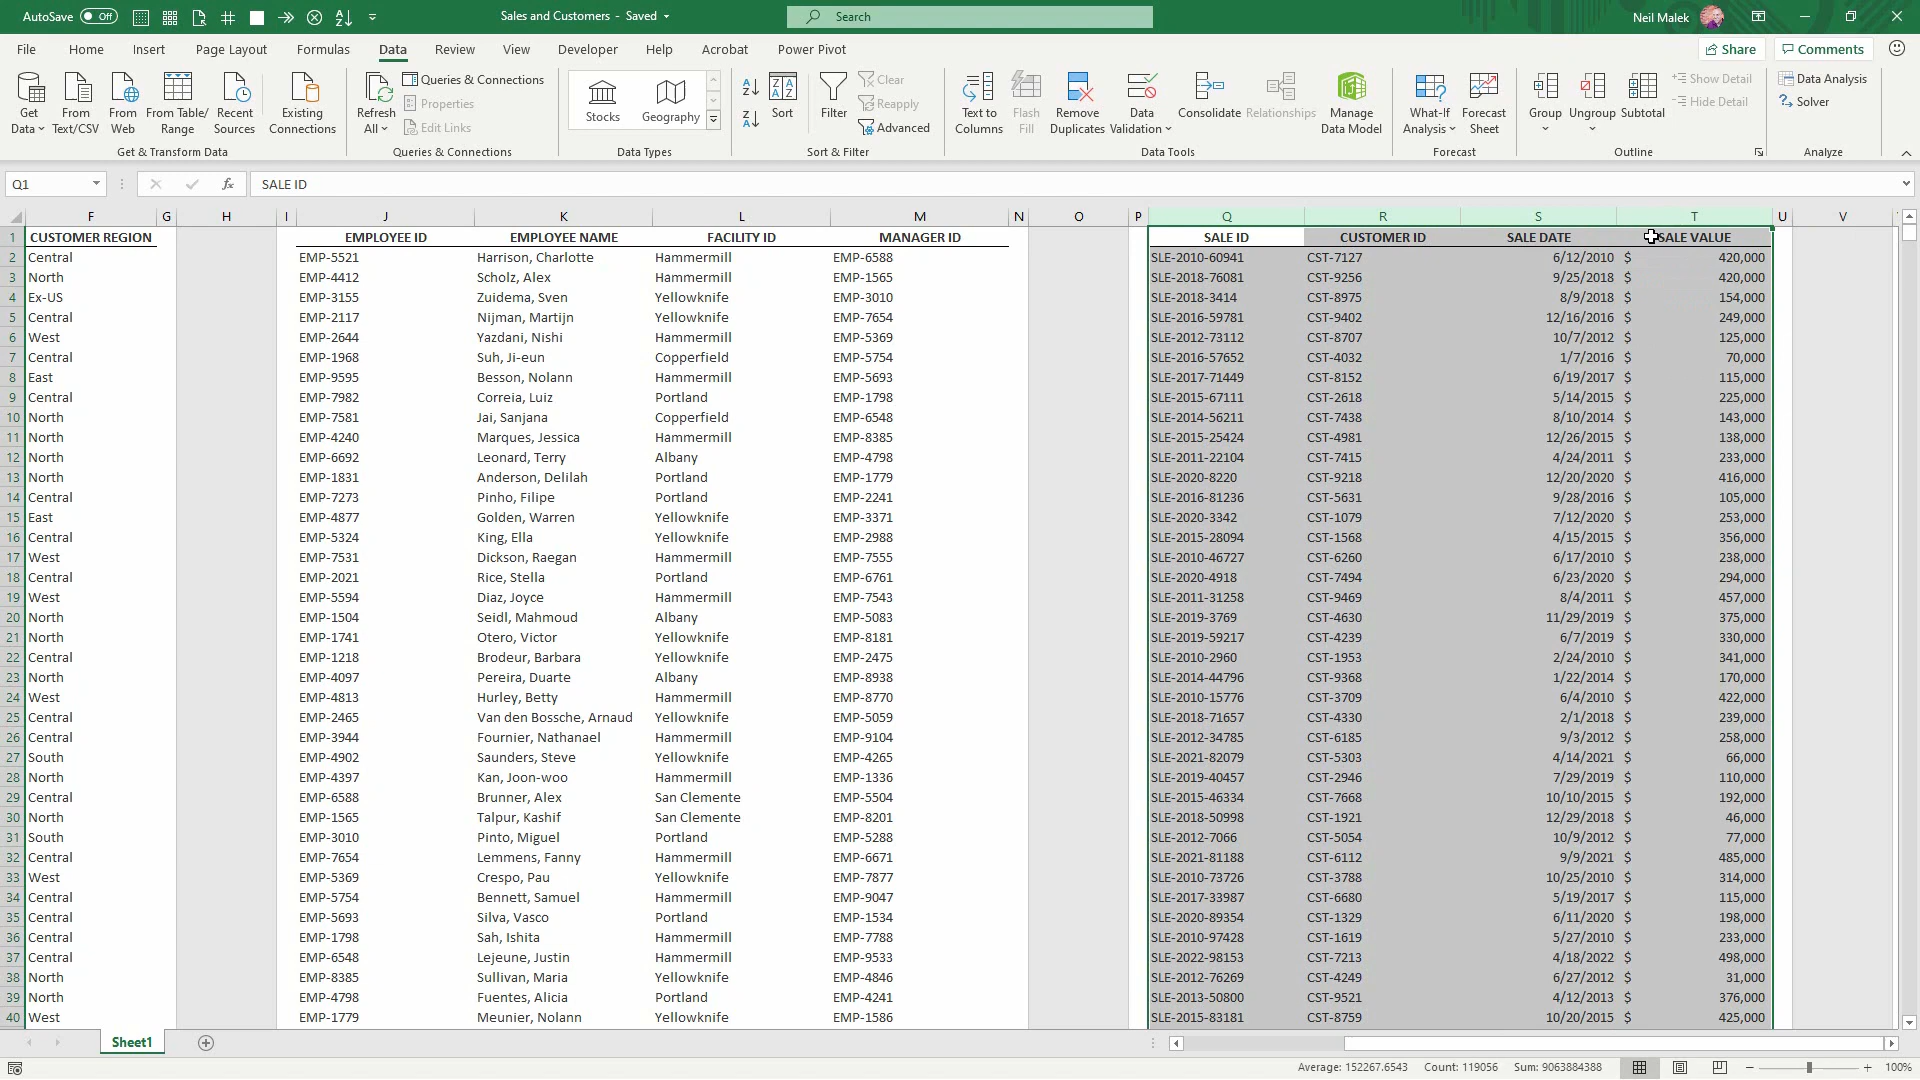 AutoSave Off Sales and Customers - Saved Search Neil Malek
File Home Insert Page Layout Formulas Data Review View Developer Help Acrobat Power Pivot Share Comments
Get Data From Text/CSV From Web From Table/ Range Recent Sources Existing Connections
Get & Transform Data
Refresh All Queries & Connections Properties Edit Links
Queries & Connections
Stocks Geography
Data Types
Sort Filter Clear Reapply Advanced
Sort & Filter
Text to Columns Flash Fill Remove Duplicates Data Validation Consolidate Relationships Manage Data Model
Data Tools
What-If Analysis Forecast Sheet
Forecast
Group Ungroup Subtotal Show Detail Hide Detail
Outline
Data Analysis Solver
Analyze
Q1 fx SALE ID
F G H I J K L M N O P Q R S T U V
1 CUSTOMER REGION EMPLOYEE ID EMPLOYEE NAME FACILITY ID MANAGER ID SALE ID CUSTOMER ID SALE DATE SALE VALUE
2 Central EMP-5521 Harrison, Charlotte Hammermill EMP-6588 SLE-2010-60941 CST-7127 6/12/2010 $ 420,000
3 North EMP-4412 Scholz, Alex Hammermill EMP-1565 SLE-2018-76081 CST-9256 9/25/2018 $ 420,000
4 Ex-US EMP-3155 Zuidema, Sven Yellowknife EMP-3010 SLE-2018-3414 CST-8975 8/9/2018 $ 154,000
5 Central EMP-2117 Nijman, Martijn Yellowknife EMP-7654 SLE-2016-59781 CST-9402 12/16/2016 $ 249,000
6 West EMP-2644 Yazdani, Nishi Hammermill EMP-5369 SLE-2012-73112 CST-8707 10/7/2012 $ 125,000
7 Central EMP-1968 Suh, Ji-eun Copperfield EMP-5754 SLE-2016-57652 CST-4032 1/7/2016 $ 70,000
8 East EMP-9595 Besson, Nolann Hammermill EMP-5693 SLE-2017-71449 CST-8152 6/19/2017 $ 115,000
9 Central EMP-7982 Correia, Luiz Portland EMP-1798 SLE-2015-67111 CST-2618 5/14/2015 $ 225,000
10 North EMP-7581 Jai, Sanjana Copperfield EMP-6548 SLE-2014-56211 CST-7438 8/10/2014 $ 143,000
11 North EMP-4240 Marques, Jessica Hammermill EMP-8385 SLE-2015-25424 CST-4981 12/26/2015 $ 138,000
12 North EMP-6692 Leonard, Terry Albany EMP-4798 SLE-2011-22104 CST-7415 4/24/2011 $ 233,000
13 North EMP-1831 Anderson, Delilah Portland EMP-1779 SLE-2020-8220 CST-9218 12/20/2020 $ 416,000
14 Central EMP-7273 Pinho, Filipe Portland EMP-2241 SLE-2016-81236 CST-5631 9/28/2016 $ 105,000
15 East EMP-4877 Golden, Warren Yellowknife EMP-3371 SLE-2020-3342 CST-1079 7/12/2020 $ 253,000
16 Central EMP-5324 King, Ella Yellowknife EMP-2988 SLE-2015-28094 CST-1568 4/15/2015 $ 356,000
17 West EMP-7531 Dickson, Raegan Hammermill EMP-7555 SLE-2010-46727 CST-6260 6/17/2010 $ 238,000
18 Central EMP-2021 Rice, Stella Portland EMP-6761 SLE-2020-4918 CST-7494 6/23/2020 $ 294,000
19 West EMP-5594 Diaz, Joyce Hammermill EMP-7543 SLE-2011-31258 CST-9469 8/4/2011 $ 457,000
20 North EMP-1504 Seidl, Mahmoud Albany EMP-5083 SLE-2019-3769 CST-4630 11/29/2019 $ 375,000
21 North EMP-1741 Otero, Victor Yellowknife EMP-8181 SLE-2019-59217 CST-4239 6/7/2019 $ 330,000
22 Central EMP-1218 Brodeur, Barbara Yellowknife EMP-2475 SLE-2010-2960 CST-1953 2/24/2010 $ 341,000
23 North EMP-4097 Pereira, Duarte Albany EMP-8938 SLE-2014-44796 CST-9368 1/22/2014 $ 170,000
24 West EMP-4813 Hurley, Betty Hammermill EMP-8770 SLE-2010-15776 CST-3709 6/4/2010 $ 422,000
25 Central EMP-2465 Van den Bossche, Arnaud Yellowknife EMP-5059 SLE-2018-71657 CST-4330 2/1/2018 $ 239,000
26 Central EMP-3944 Fournier, Nathanael Hammermill EMP-9104 SLE-2012-34785 CST-6185 9/3/2012 $ 258,000
27 South EMP-4902 Saunders, Steve Yellowknife EMP-4265 SLE-2021-82079 CST-5303 4/14/2021 $ 66,000
28 North EMP-4397 Kan, Joon-woo Hammermill EMP-1336 SLE-2019-40457 CST-2946 7/29/2019 $ 110,000
29 Central EMP-6588 Brunner, Alex San Clemente EMP-5504 SLE-2015-46334 CST-7668 10/10/2015 $ 192,000
30 North EMP-1565 Talpur, Kashif San Clemente EMP-8201 SLE-2018-50998 CST-1921 12/29/2018 $ 46,000
31 South EMP-3010 Pinto, Miguel Portland EMP-5288 SLE-2012-7066 CST-5054 10/9/2012 $ 77,000
32 Central EMP-7654 Lemmens, Fanny Hammermill EMP-6671 SLE-2021-81188 CST-6112 9/9/2021 $ 485,000
33 West EMP-5369 Crespo, Pau Yellowknife EMP-7877 SLE-2010-73726 CST-3788 10/25/2010 $ 314,000
34 Central EMP-5754 Bennett, Samuel Hammermill EMP-9047 SLE-2017-33987 CST-6680 5/19/2017 $ 115,000
35 Central EMP-5693 Silva, Vasco Portland EMP-1534 SLE-2020-89354 CST-1329 6/11/2020 $ 198,000
36 Central EMP-1798 Sah, Ishita Hammermill EMP-7788 SLE-2010-97428 CST-1619 5/27/2010 $ 233,000
37 Central EMP-6548 Lejeune, Justin Hammermill EMP-9533 SLE-2022-98153 CST-7213 4/18/2022 $ 498,000
38 North EMP-8385 Sullivan, Maria Yellowknife EMP-4846 SLE-2012-76269 CST-4249 6/27/2012 $ 31,000
39 North EMP-4798 Fuentes, Alicia Portland EMP-4241 SLE-2013-50800 CST-9521 4/12/2013 $ 376,000
40 West EMP-1779 Meunier, Nolann Yellowknife EMP-1586 SLE-2015-83181 CST-8759 10/20/2015 $ 425,000
Sheet1
Average: 152267.6543 Count: 119056 Sum: 9063884388 100%